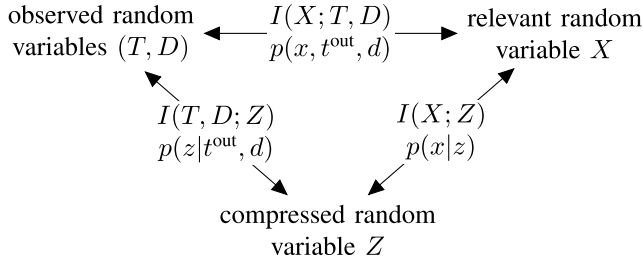 observed random
variables (T, D)
I(X; T, D)
p(x, t^out, d)
relevant random
variable X
I(T, D; Z)
p(z|t^out, d)
I(X; Z)
p(x|z)
compressed random
variable Z